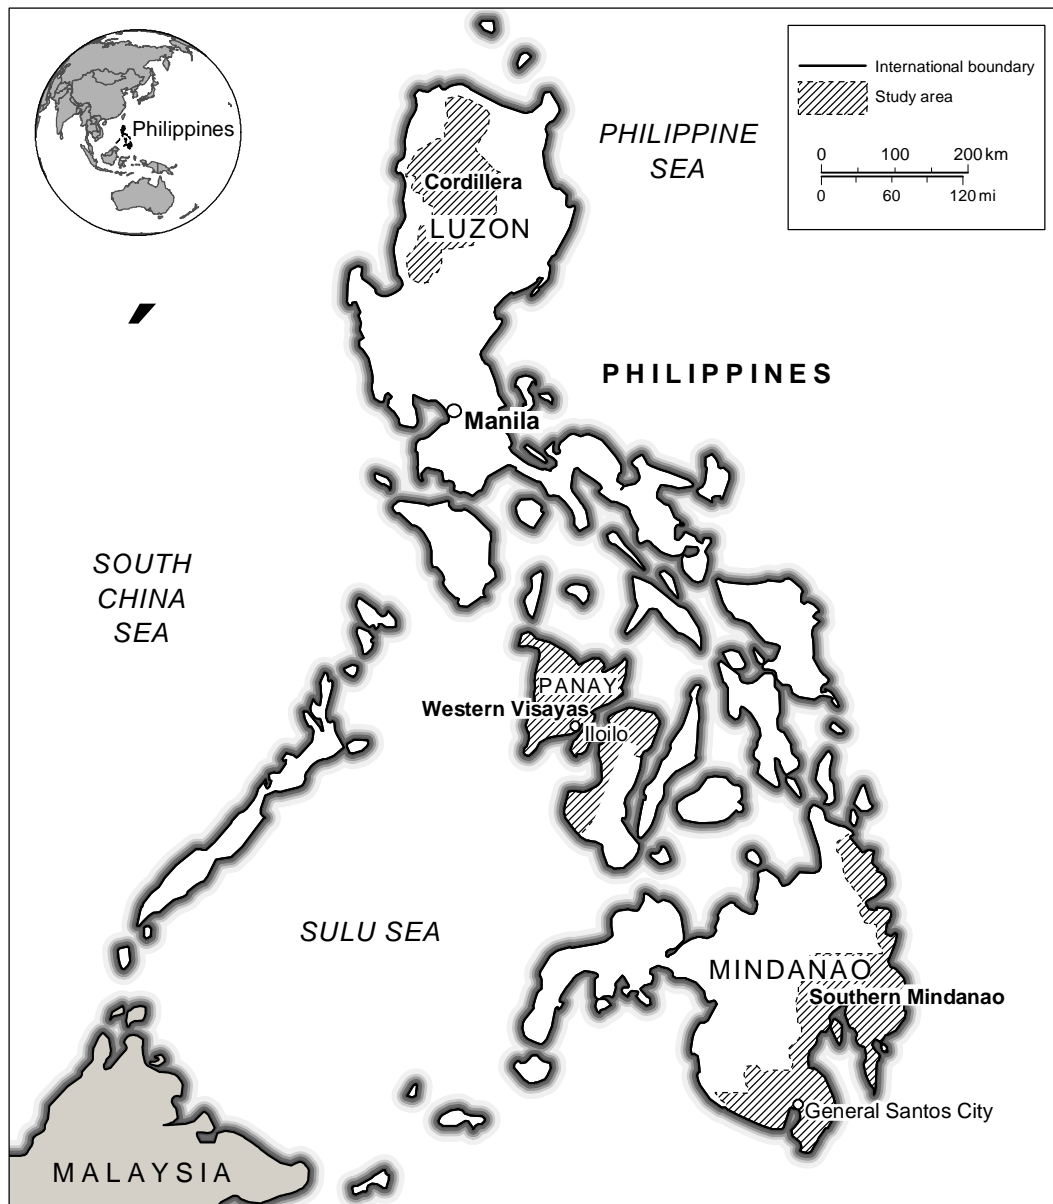 Philippines
International boundary
Study area
0 100 200 km
0 60 120 mi
PHILIPPINE
SEA
Cordillera
LUZON
PHILIPPINES
Manila
SOUTH
CHINA
SEA
PANAY
Western Visayas
Iloilo
SULU SEA
MINDANAO
Southern Mindanao
General Santos City
MALAYSIA